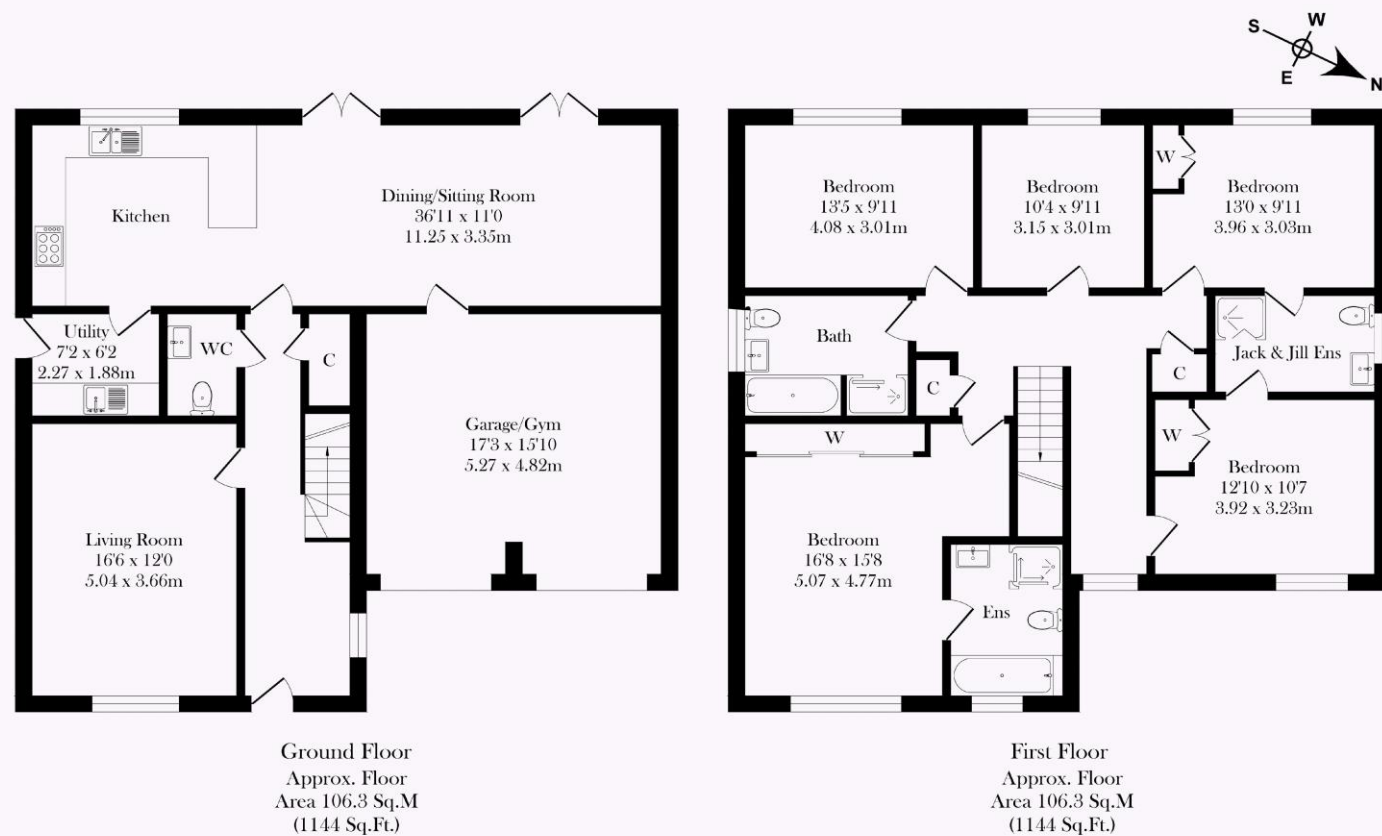 S
W
E
N
Kitchen
Dining/Sitting Room
36'11 x 11'0
11.25 x 3.35m
Utility
7'2 x 6'2
2.27 x 1.88m
WC
C
Living Room
16'6 x 12'0
5.04 x 3.66m
Garage/Gym
17'3 x 15'10
5.27 x 4.82m
Ground Floor
Approx. Floor
Area 106.3 Sq.M
(1144 Sq.Ft.)
Bedroom
13'5 x 9'11
4.08 x 3.01m
Bedroom
10'4 x 9'11
3.15 x 3.01m
W
Bedroom
13'0 x 9'11
3.96 x 3.03m
Bath
C
Jack & Jill Ens
C
W
W
Bedroom
12'10 x 10'7
3.92 x 3.23m
Bedroom
16'8 x 15'8
5.07 x 4.77m
Ens
First Floor
Approx. Floor
Area 106.3 Sq.M
(1144 Sq.Ft.)